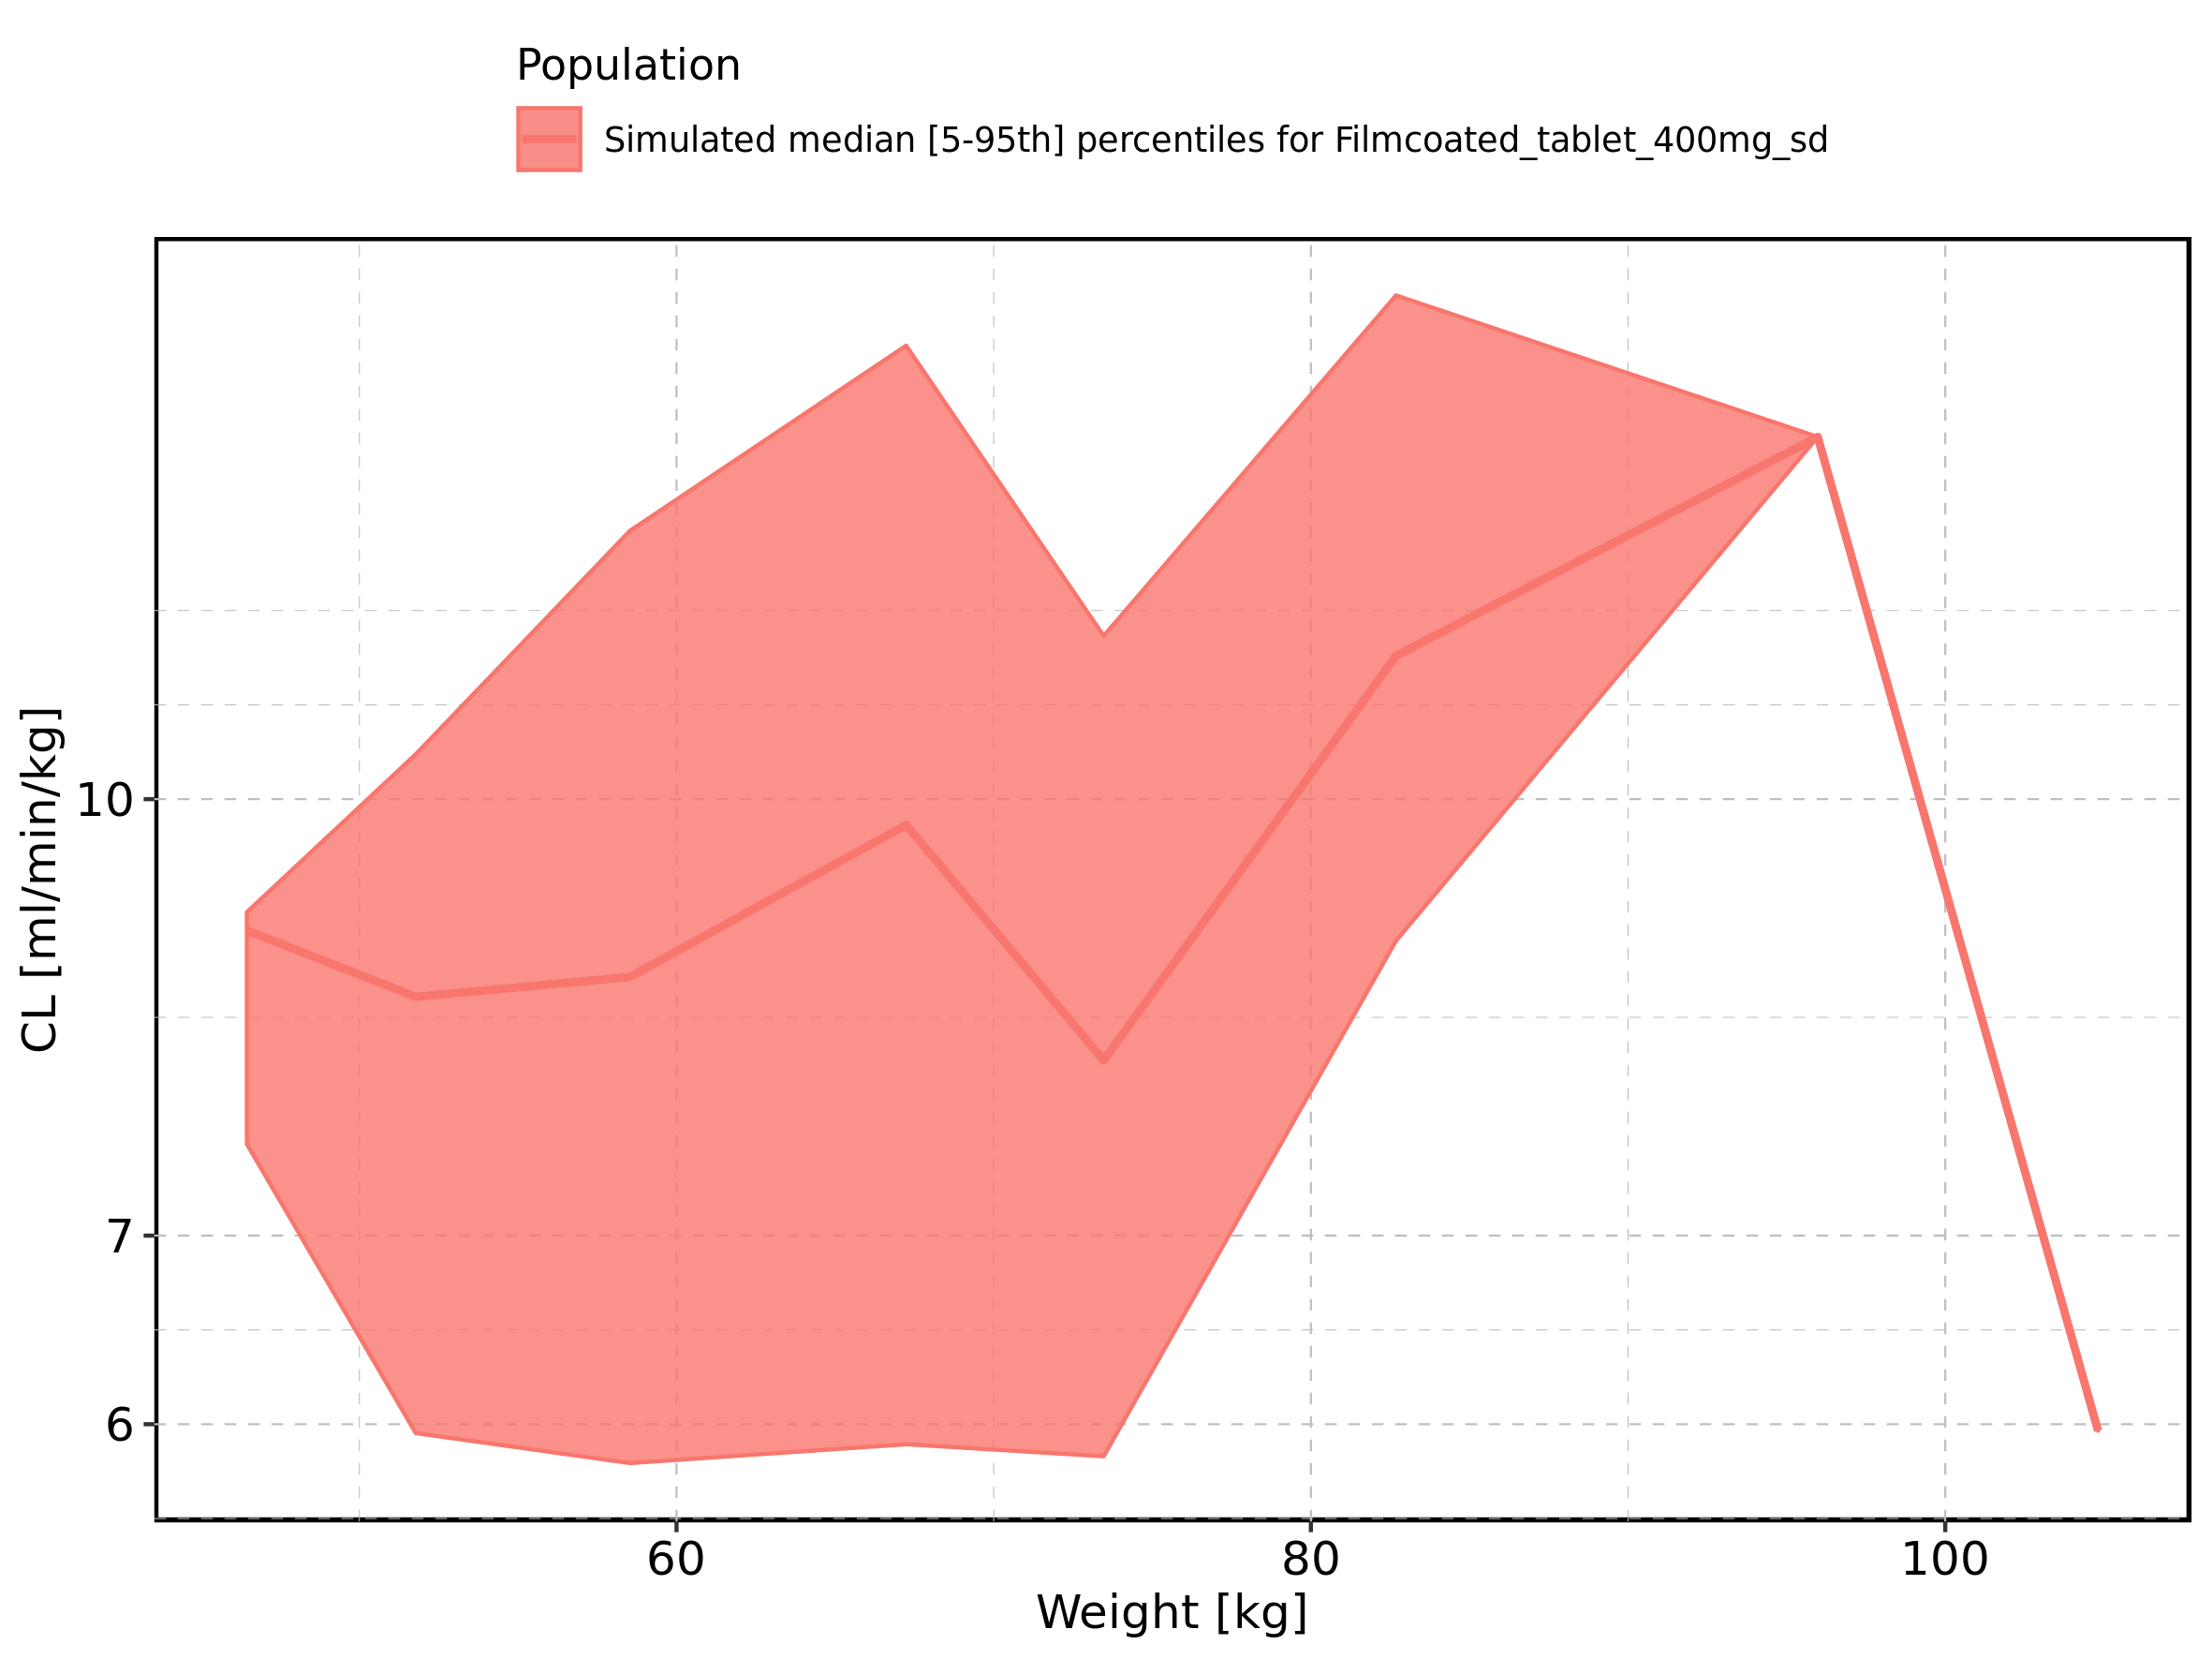 Population
Simulated median [5-95th] percentiles for Filmcoated_tablet_400mg_sd
CL [ml/min/kg]
10
7
6
60
80
100
Weight [kg]